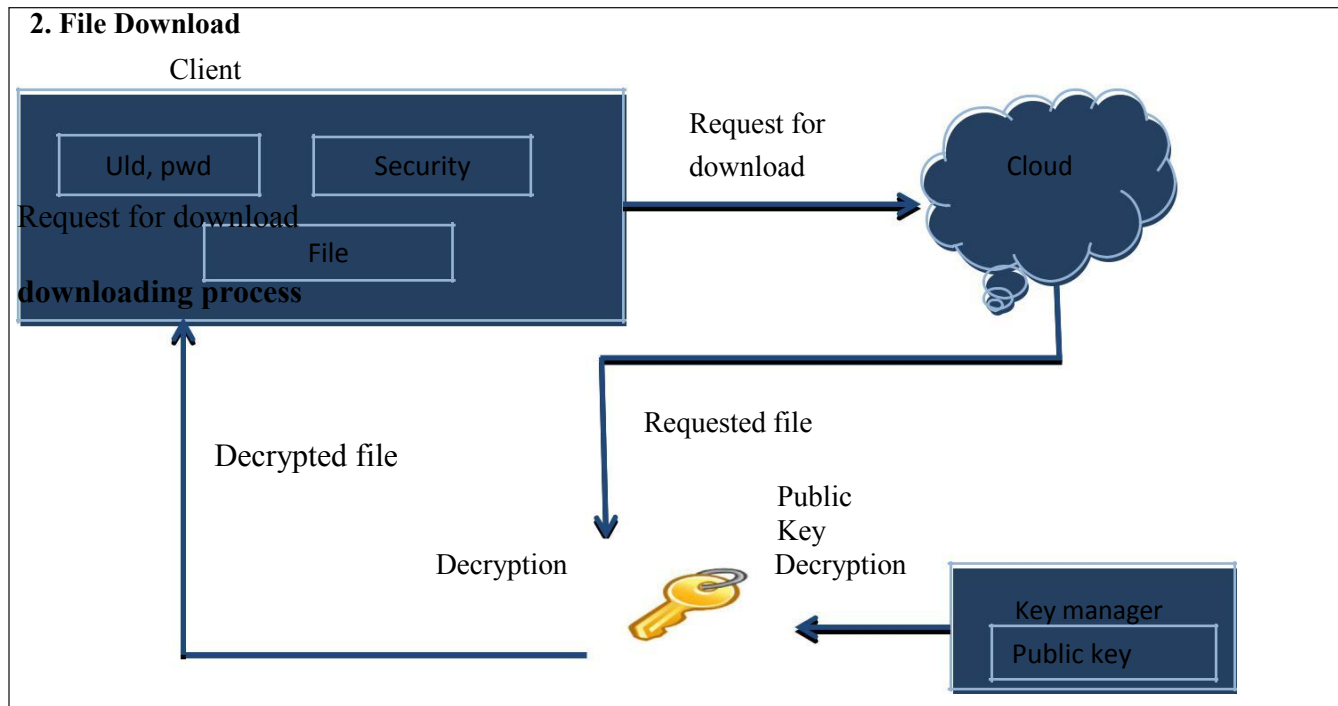 2. File Download
Client
UId, pwd
Security
Request for download
File
downloading process
Request for
download
Cloud
Requested file
Decrypted file
Public
Key
Decryption
Decryption
Key manager
Public key